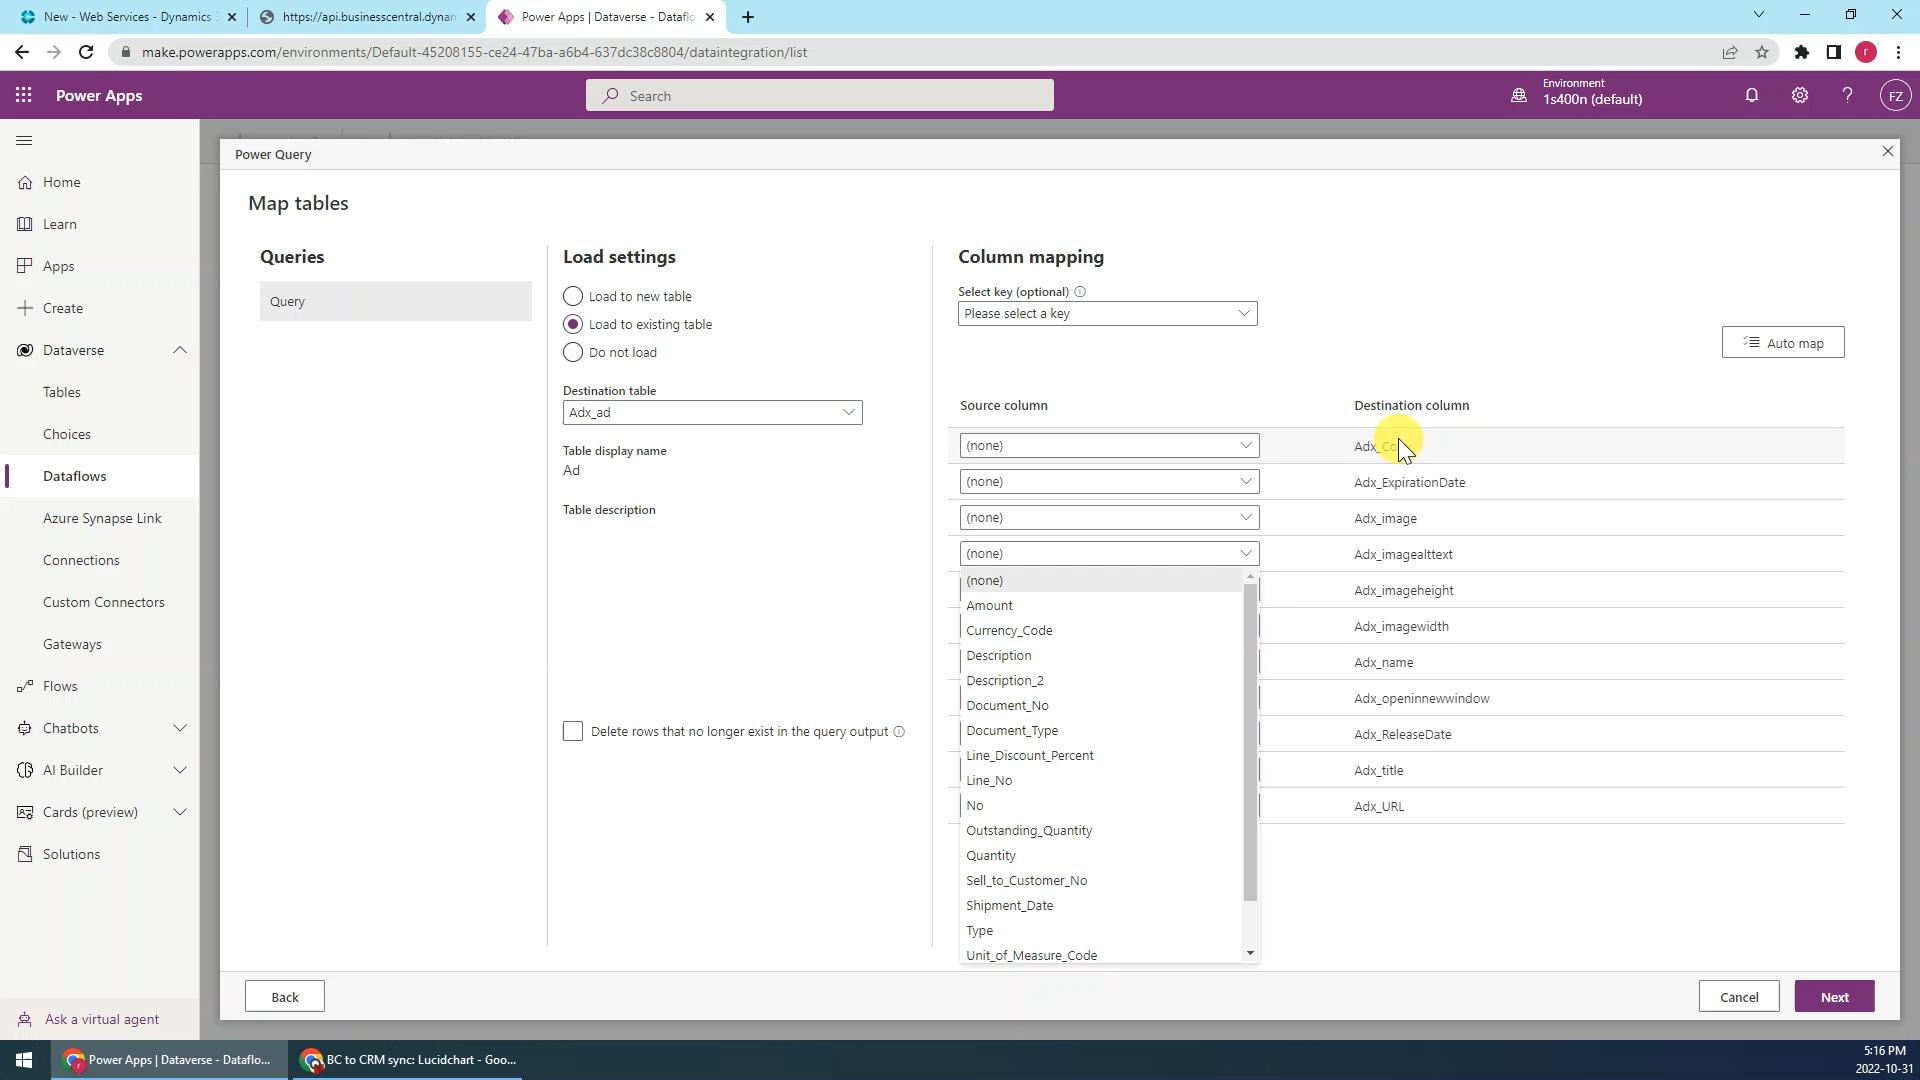 New - Web Services - Dynamics
https://api.businesscentral.dynam
Power Apps | Dataverse - Dataflo
make.powerapps.com/environments/Default-45208155-ce24-47ba-a6b4-637dc38c8804/dataintegration/list
r
Power Apps
Search
Environment
1s400n (default)
?
FZ
Home
Learn
Apps
Create
Dataverse
Tables
Choices
Dataflows
Azure Synapse Link
Connections
Custom Connectors
Gateways
Flows
Chatbots
AI Builder
Cards (preview)
Solutions
Ask a virtual agent
Power Query
Map tables
Queries
Query
Load settings
Load to new table
Load to existing table
Do not load
Destination table
Adx_ad
Table display name
Ad
Table description
Delete rows that no longer exist in the query output
Column mapping
Select key (optional)
Please select a key
Auto map
Source column
Destination column
(none)
(none)
Adx_ExpirationDate
(none)
Adx_image
(none)
Adx_imagealttext
(none)
Amount
Currency_Code
Description
Description_2
Document_No
Document_Type
Line_Discount_Percent
Line_No
No
Outstanding_Quantity
Quantity
Sell_to_Customer_No
Shipment_Date
Type
Unit_of_Measure_Code
Adx_imageheight
Adx_imagewidth
Adx_name
Adx_openinnewwindow
Adx_ReleaseDate
Adx_title
Adx_URL
Back
Cancel
Next
Power Apps | Dataverse - Dataflo...
BC to CRM sync: Lucidchart - Goo...
5:16 PM
2022-10-31